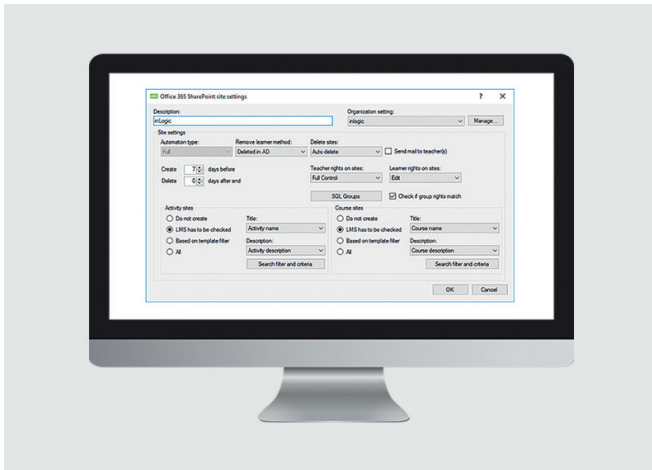 Office 365 SharePoint site settings ? X
Description: Organization setting:
inLogic inlogic Manage...
Site settings
Automation type: Remove learner method: Delete sites:
Full Deleted in AD Auto delete Send mail to teacher(s)
Create 7 days before Teacher rights on sites: Learner rights on sites:
Delete 0 days after end Full Control Edit
SQL Groups Check if group rights match
Activity sites Course sites
Do not create Title: Do not create Title:
LMS has to be checked Activity name LMS has to be checked Course name
Based on template filter Description: Based on template filter Description:
All Activity description All Course description
Search filter and criteria Search filter and criteria
OK Cancel